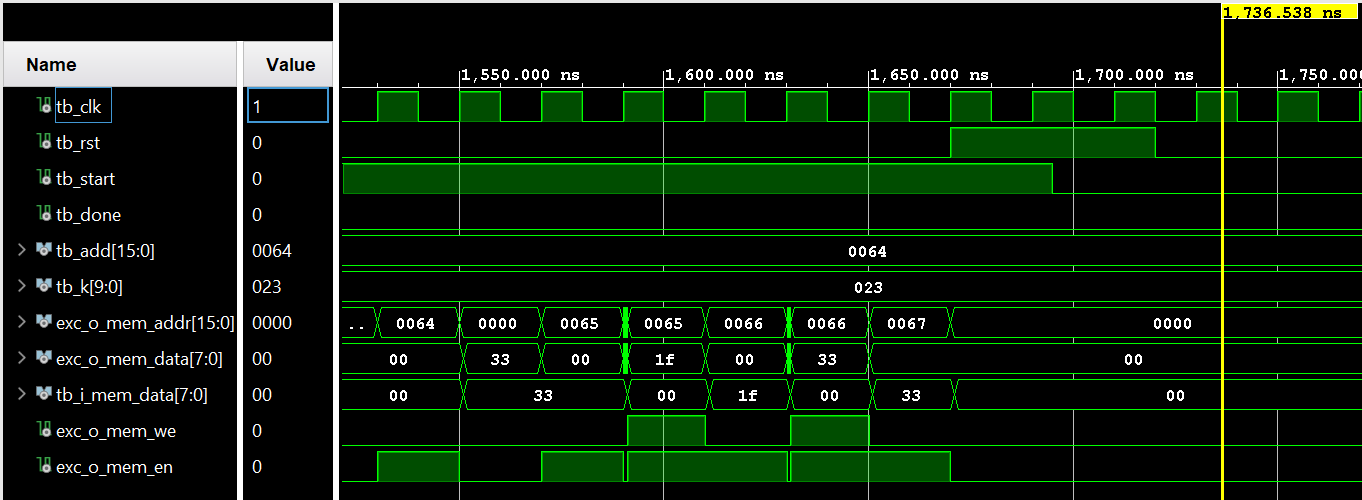 1,736.538 ns
Name Value
1,550.000 ns 1,600.000 ns 1,650.000 ns 1,700.000 ns 1,750.000
tb_clk 1
tb_rst 0
tb_start 0
tb_done 0
tb_add[15:0] 0064 0064
tb_k[9:0] 023 023
exc_o_mem_addr[15:0] 0000 .. 0064 0000 0065 0065 0066 0066 0067 0000
exc_o_mem_data[7:0] 00 00 33 00 1f 00 33 00
tb_i_mem_data[7:0] 00 00 33 00 1f 00 33 00
exc_o_mem_we 0
exc_o_mem_en 0